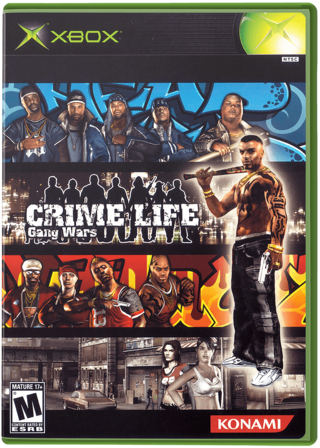 XBOX
NTSC
CRIME LIFE
Gang Wars
MATURE 17+
M
CONTENT RATED BY
ESRB
KONAMI